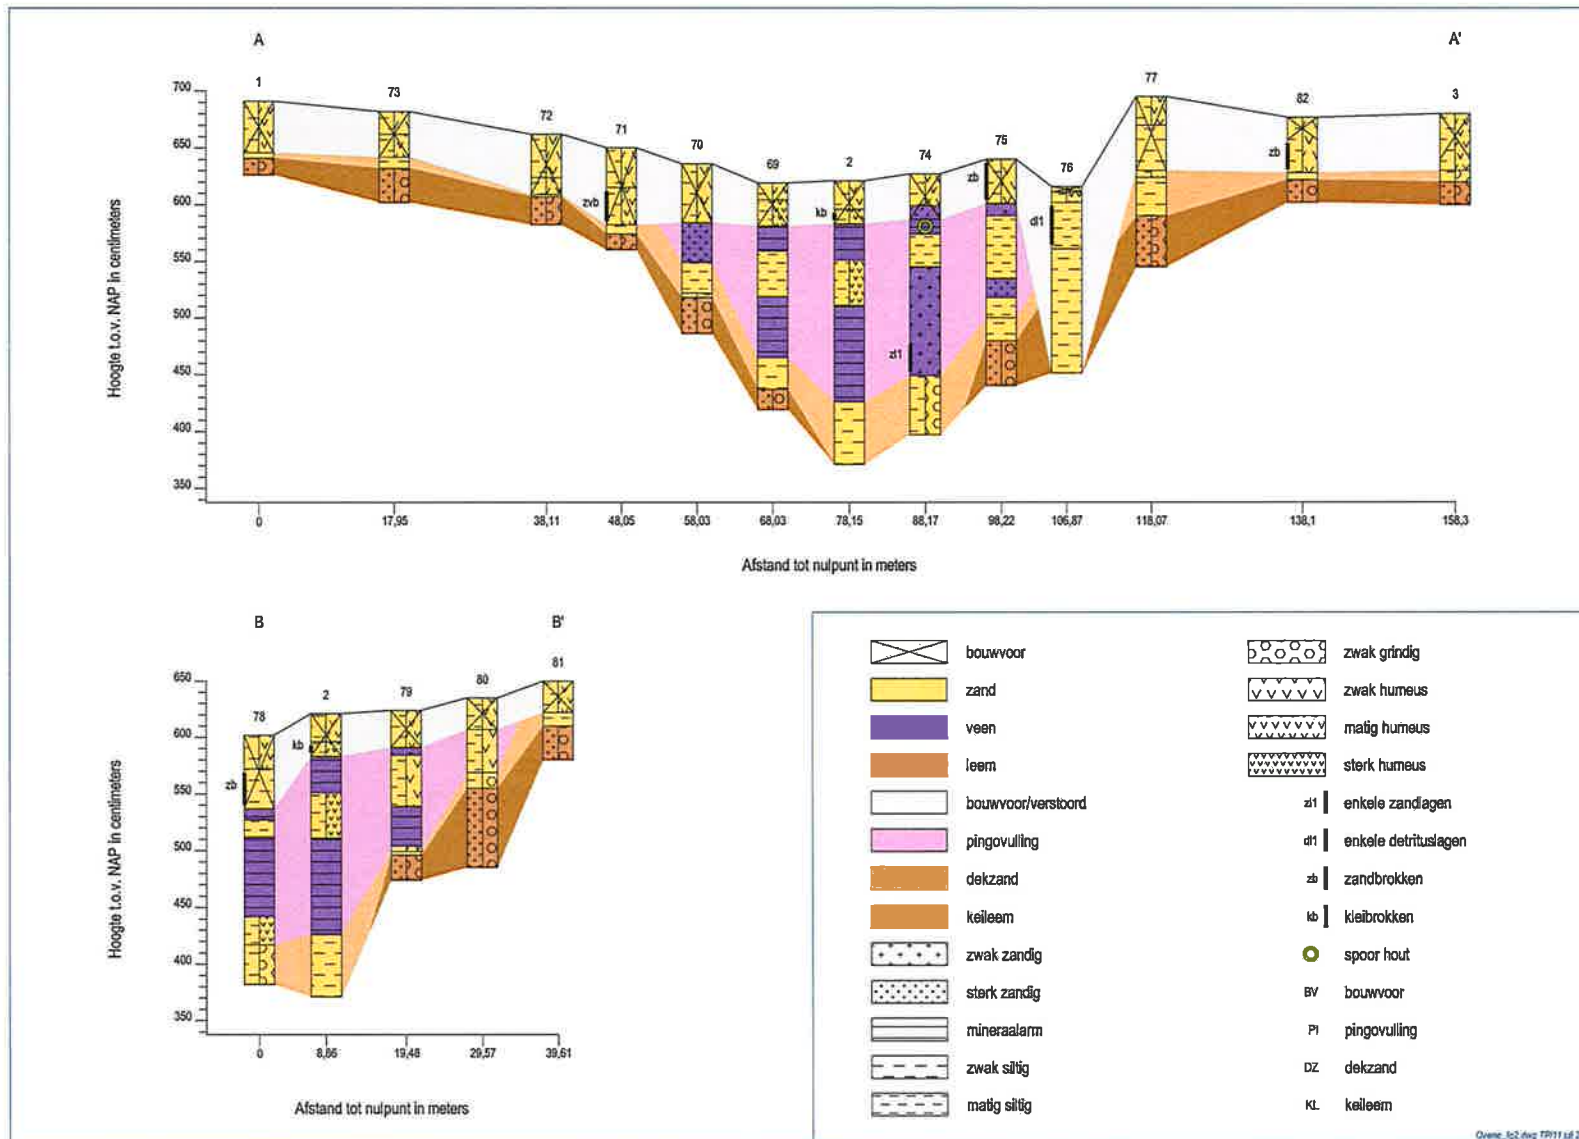 A A'
1 73 72 71 70 69 2 74 75 76 77 82 3
700
650
600
550
500
450
400
350
zvb kb zl1 zb dl1 zb
Hoogte t.o.v. NAP in centimeters
0 17,95 38,11 48,05 58,03 68,03 78,15 88,17 98,22 106,87 118,07 138,1 158,3
Afstand tot nulpunt in meters
B B'
78 2 79 80 81
650
600
550
500
450
400
350
zb kb
Hoogte t.o.v. NAP in centimeters
0 8,86 19,48 29,57 39,61
Afstand tot nulpunt in meters
bouwvoor
zand
veen
leem
bouwvoor/verstoord
pingovulling
dekzand
keileem
zwak zandig
sterk zandig
mineraalarm
zwak siltig
matig siltig
zwak grindig
zwak humeus
matig humeus
sterk humeus
zl1 enkele zandlagen
dl1 enkele detrituslagen
zb zandbrokken
kb kleibrokken
spoor hout
BV bouwvoor
PI pingovulling
DZ dekzand
KL keileem